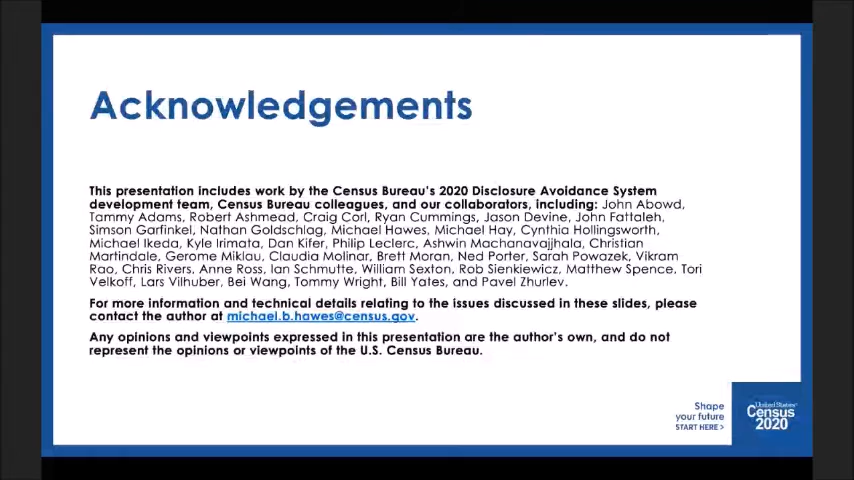 Acknowledgements
This presentation includes work by the Census Bureau's 2020 Disclosure Avoidance System
development team, Census Bureau colleagues, and our collaborators, including: John Abowd,
Tammy Adams, Robert Ashmead, Craig Corl, Ryan Cummings, Jason Devine, John Fattaleh,
Simson Garfinkel, Nathan Goldschlag, Michael Hawes, Michael Hay, Cynthia Hollingsworth,
Michael Ikeda, Kyle Irimata, Dan Kifer, Philip Leclerc, Ashwin Machanavajjhala, Christian
Martindale, Gerome Miklau, Claudia Molinar, Brett Moran, Ned Porter, Sarah Powazek, Vikram
Rao, Chris Rivers, Anne Ross, Ian Schmutte, William Sexton, Rob Sienkiewicz, Matthew Spence, Tori
Velkoff, Lars Vilhuber, Bei Wang, Tommy Wright, Bill Yates, and Pavel Zhurlev.
For more information and technical details relating to the issues discussed in these slides, please
contact the author at michael.b.hawes@census.gov.
Any opinions and viewpoints expressed in this presentation are the author's own, and do not
represent the opinions or viewpoints of the U.S. Census Bureau.
Shape
your future
START HERE >
United States
Census
2020